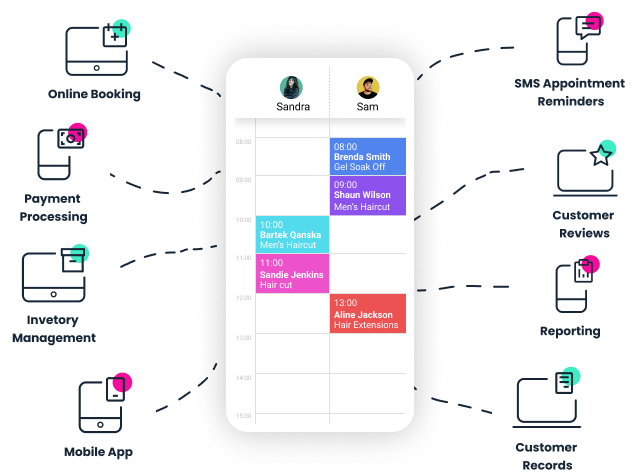 Online Booking
Payment
Processing
Invetory
Management
Mobile App
Sandra
Sam
08:00
09:00
10:00
11:00
12:00
13:00
14:00
15:00
08:00
Brenda Smith
Gel Soak Off
09:00
Shaun Wilson
Men's Haircut
10:00
Bartek Qanska
Men's Haircut
11:00
Sandie Jenkins
Hair cut
13:00
Aline Jackson
Hair Extensions
SMS Appointment
Reminders
Customer
Reviews
Reporting
Customer
Records